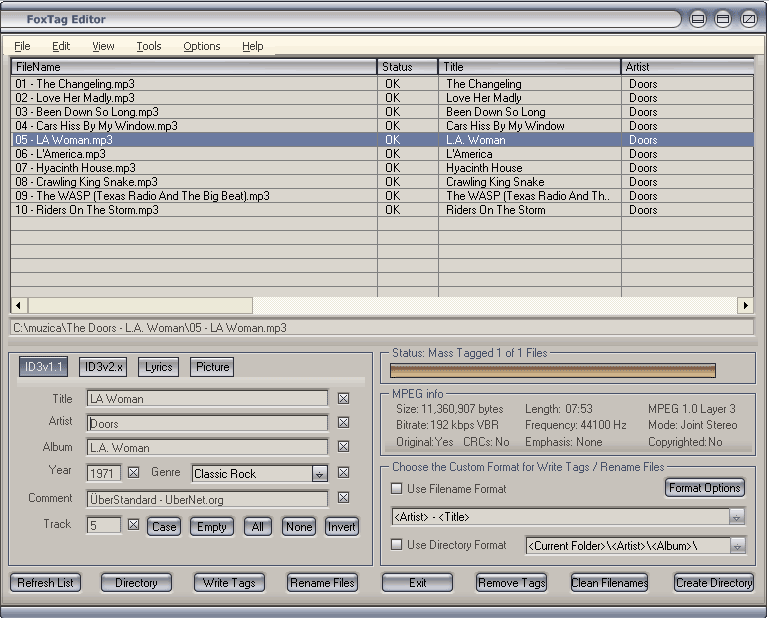 FoxTag Editor
File Edit View Tools Options Help
FileName Status Title Artist
01 - The Changeling.mp3 OK The Changeling Doors
02 - Love Her Madly.mp3 OK Love Her Madly Doors
03 - Been Down So Long.mp3 OK Been Down So Long Doors
04 - Cars Hiss By My Window.mp3 OK Cars Hiss By My Window Doors
05 - LA Woman.mp3 OK L.A. Woman Doors
06 - L'America.mp3 OK L'America Doors
07 - Hyacinth House.mp3 OK Hyacinth House Doors
08 - Crawling King Snake.mp3 OK Crawling King Snake Doors
09 - The WASP (Texas Radio And The Big Beat).mp3 OK The WASP (Texas Radio And Th.. Doors
10 - Riders On The Storm.mp3 OK Riders On The Storm Doors
C:\muzica\The Doors - L.A. Woman\05 - LA Woman.mp3
ID3v1.1 ID3v2.x Lyrics Picture
Title LA Woman
Artist Doors
Album L.A. Woman
Year 1971 Genre Classic Rock
Comment ÜberStandard - UberNet.org
Track 5 Case Empty All None Invert
Status: Mass Tagged 1 of 1 Files
MPEG info
Size: 11,360,907 bytes Length: 07:53 MPEG 1.0 Layer 3
Bitrate: 192 kbps VBR Frequency: 44100 Hz Mode: Joint Stereo
Original: Yes CRCs: No Emphasis: None Copyrighted: No
Choose the Custom Format for Write Tags / Rename Files
Use Filename Format Format Options
<Artist> - <Title>
Use Directory Format <Current Folder>\<Artist>\<Album>\
Refresh List Directory Write Tags Rename Files Exit Remove Tags Clean Filenames Create Directory